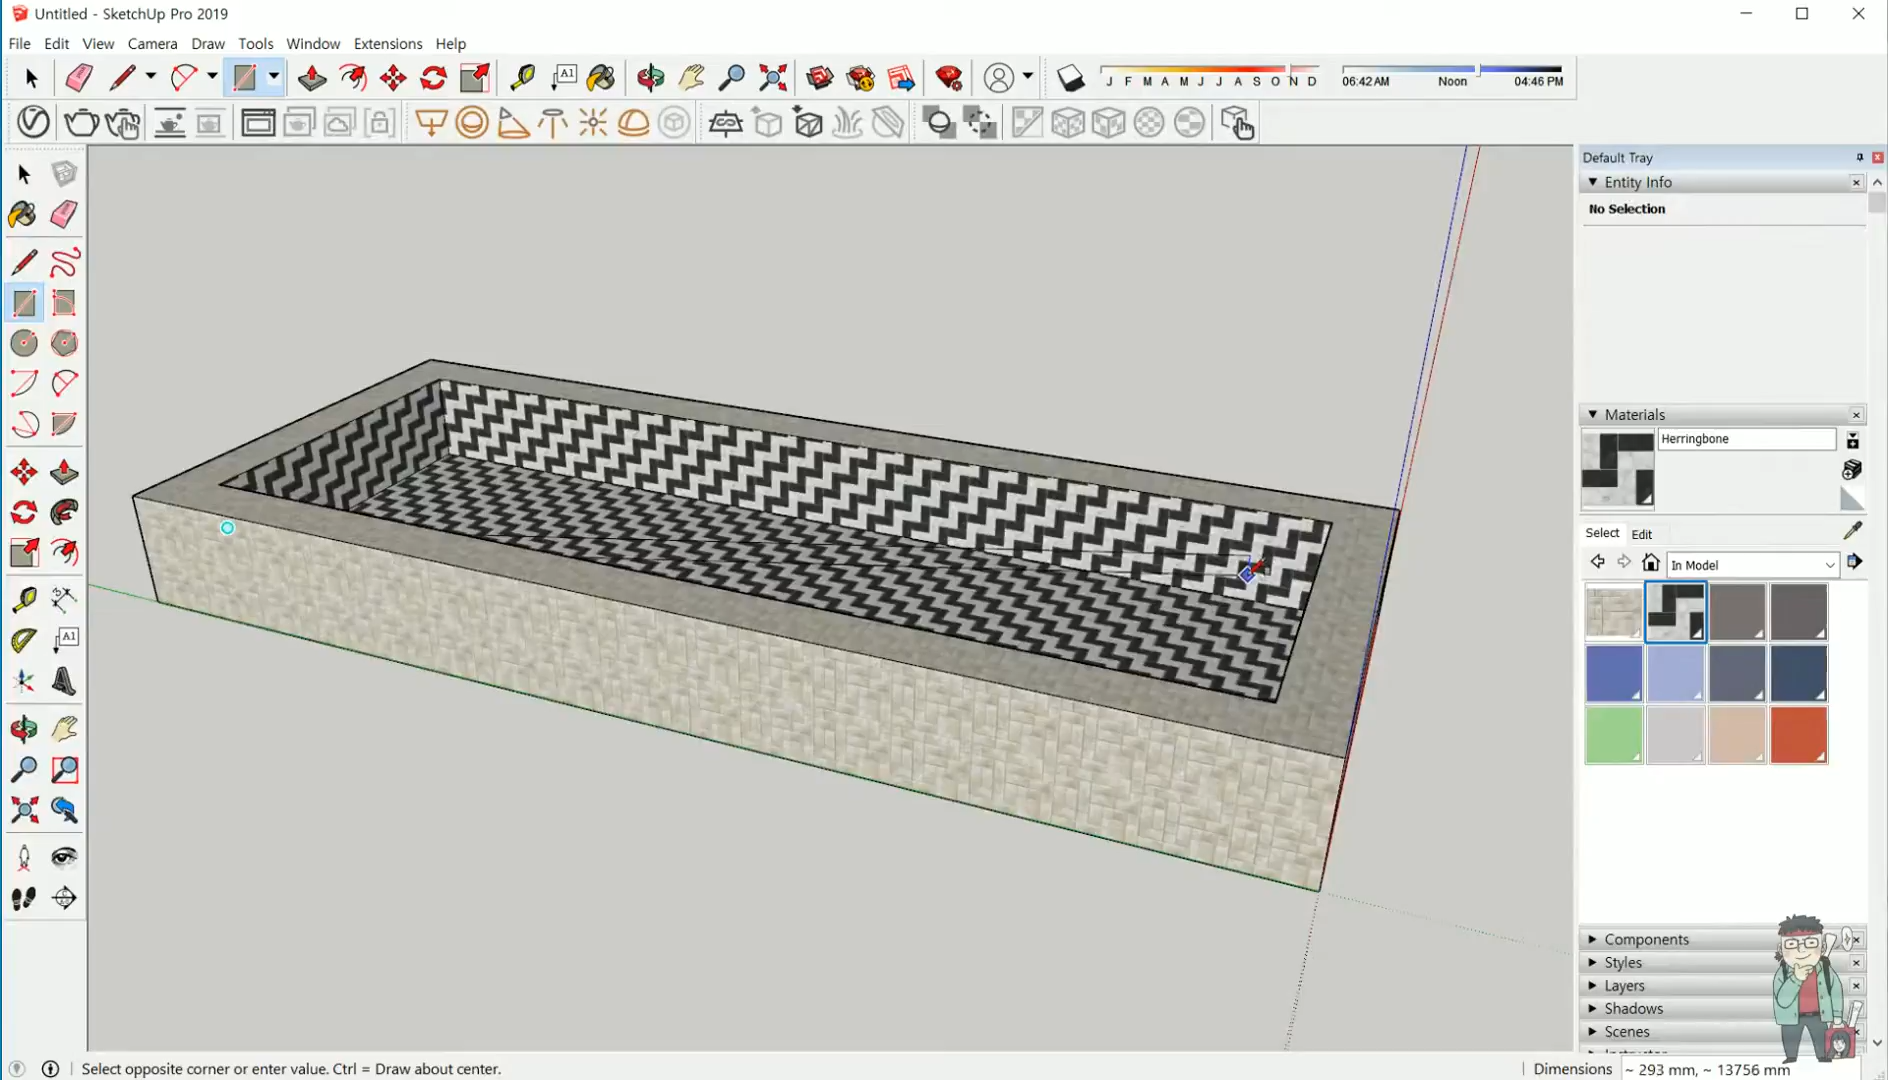 Untitled - SketchUp Pro 2019
File Edit View Camera Draw Tools Window Extensions Help
A1
J F M A M J J A S O N D
06:42 AM Noon 04:46 PM
Default Tray
Entity Info
No Selection
Materials
Herringbone
Select Edit
In Model
A1
Components
Styles
Layers
Shadows
Scenes
Select opposite corner or enter value. Ctrl = Draw about center.
Dimensions ~ 293 mm, ~ 13756 mm